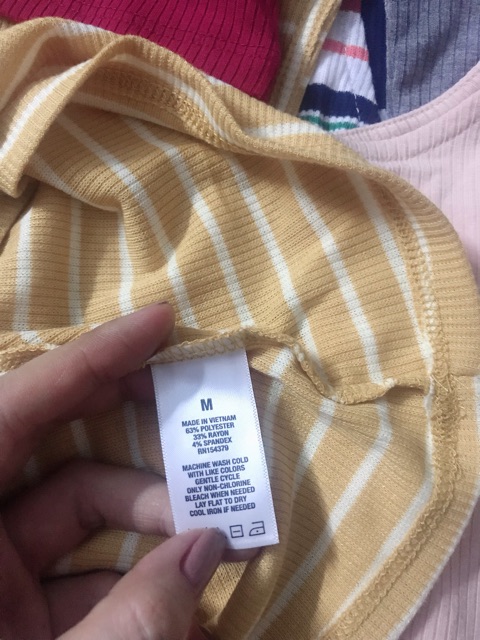 M
MADE IN VIETNAM
63% POLYESTER
33% RAYON
4% SPANDEX
RN154379
MACHINE WASH COLD
WITH LIKE COLORS
GENTLE CYCLE
ONLY NON-CHLORINE
BLEACH WHEN NEEDED
LAY FLAT TO DRY
COOL IRON IF NEEDED